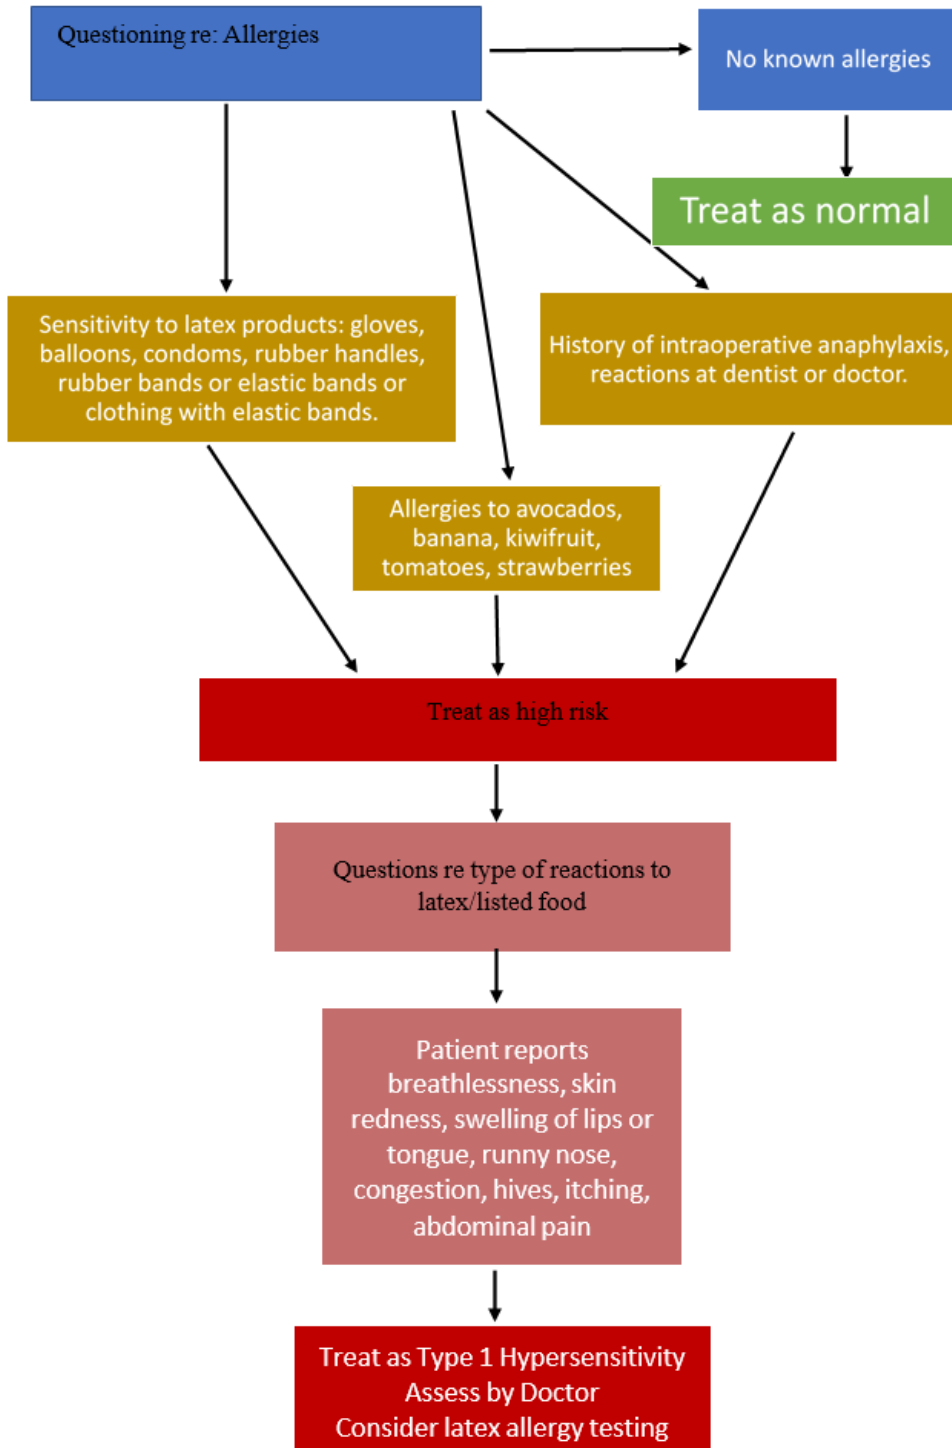 Questioning re: Allergies
No known allergies
Treat as normal
Sensitivity to latex products: gloves,
balloons, condoms, rubber handles,
rubber bands or elastic bands or
clothing with elastic bands.
History of intraoperative anaphylaxis,
reactions at dentist or doctor.
Allergies to avocados,
banana, kiwifruit,
tomatoes, strawberries
Treat as high risk
Questions re type of reactions to
latex/listed food
Patient reports
breathlessness, skin
redness, swelling of lips or
tongue, runny nose,
congestion, hives, itching,
abdominal pain
Treat as Type 1 Hypersensitivity
Assess by Doctor
Consider latex allergy testing